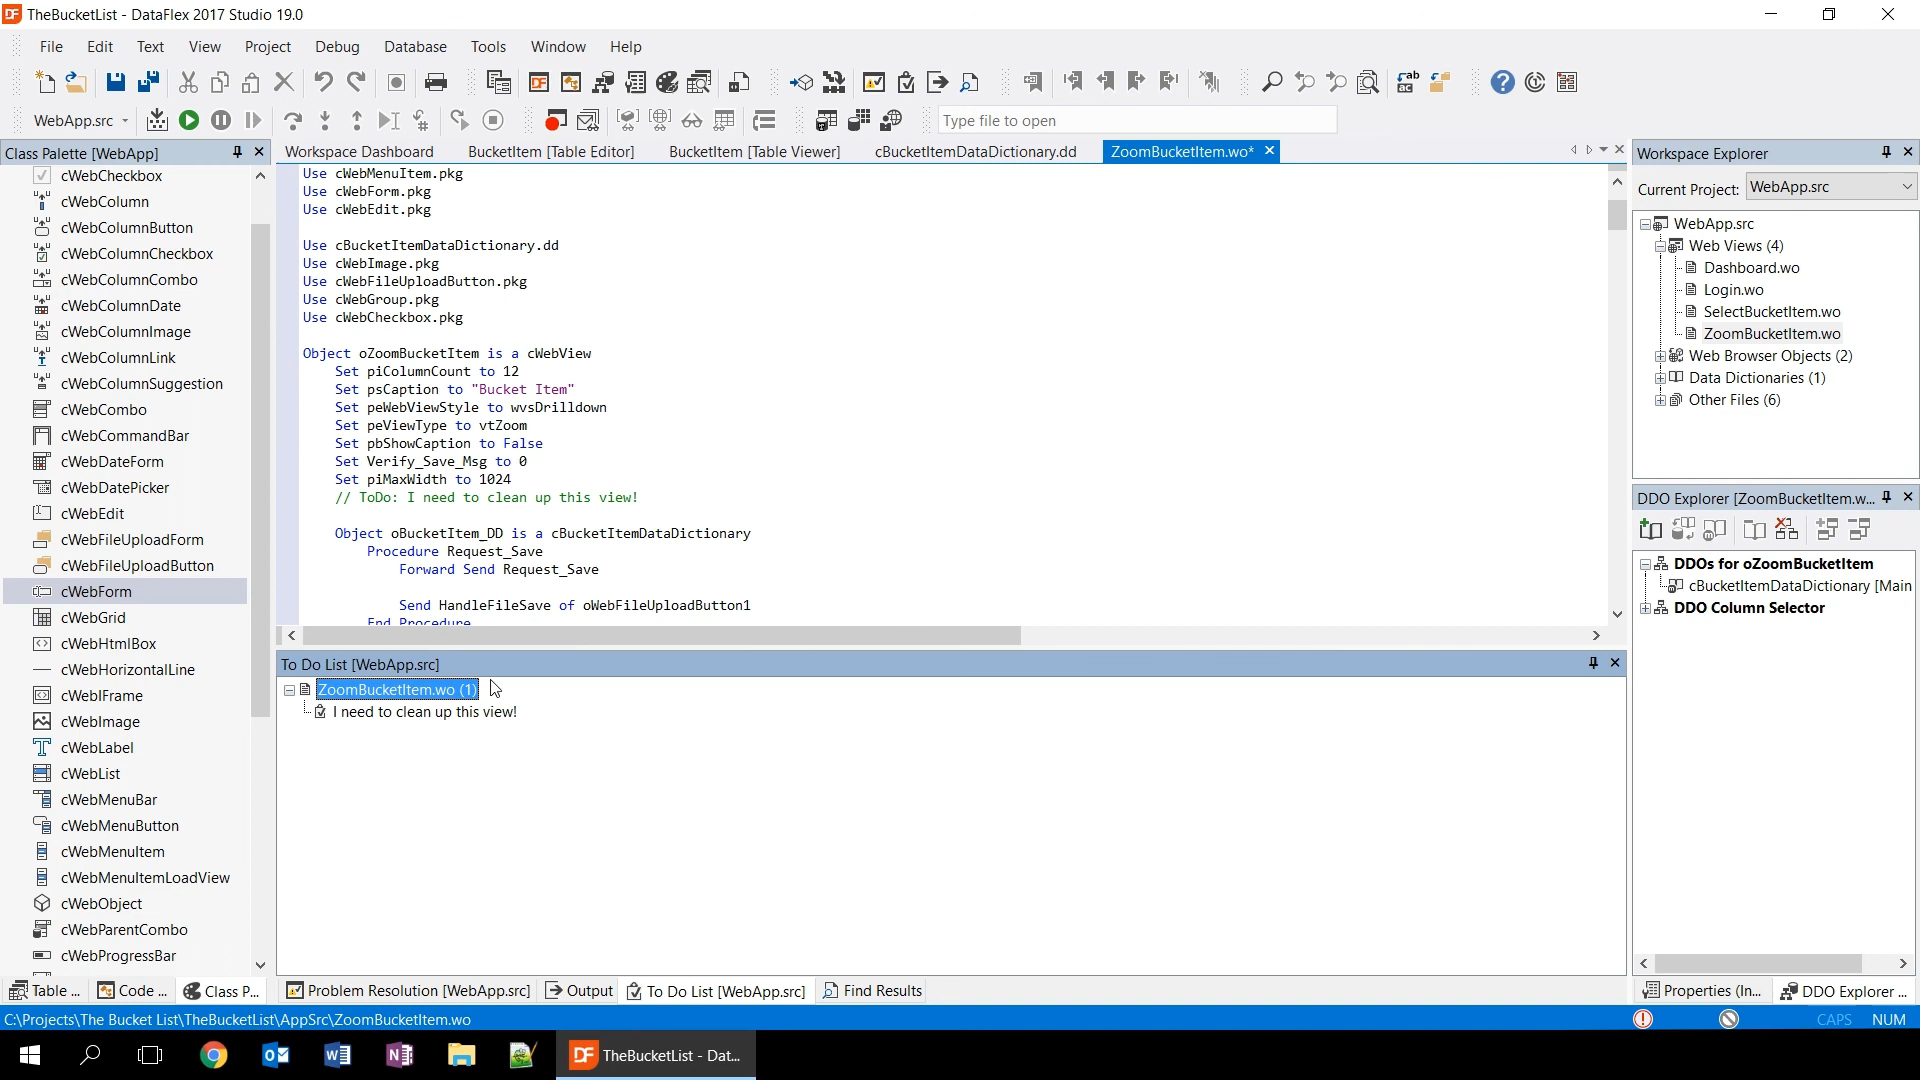 TheBucketList - DataFlex 2017 Studio 19.0
File Edit Text View Project Debug Database Tools Window Help
WebApp.src
Type file to open
Class Palette [WebApp]
cWebCheckbox
cWebColumn
cWebColumnButton
cWebColumnCheckbox
cWebColumnCombo
cWebColumnDate
cWebColumnImage
cWebColumnLink
cWebColumnSuggestion
cWebCombo
cWebCommandBar
cWebDateForm
cWebDatePicker
cWebEdit
cWebFileUploadForm
cWebFileUploadButton
cWebForm
cWebGrid
cWebHtmlBox
cWebHorizontalLine
cWebIFrame
cWebImage
cWebLabel
cWebList
cWebMenuBar
cWebMenuButton
cWebMenuItem
cWebMenuItemLoadView
cWebObject
cWebParentCombo
cWebProgressBar
Table ... Code ... Class P...
Workspace Dashboard BucketItem [Table Editor] BucketItem [Table Viewer] cBucketItemDataDictionary.dd ZoomBucketItem.wo*
Use cWebMenuItem.pkg
Use cWebForm.pkg
Use cWebEdit.pkg
Use cBucketItemDataDictionary.dd
Use cWebImage.pkg
Use cWebFileUploadButton.pkg
Use cWebGroup.pkg
Use cWebCheckbox.pkg
Object oZoomBucketItem is a cWebView
Set piColumnCount to 12
Set psCaption to "Bucket Item"
Set peWebViewStyle to wvsDrilldown
Set peViewType to vtZoom
Set pbShowCaption to False
Set Verify_Save_Msg to 0
Set piMaxWidth to 1024
// ToDo: I need to clean up this view!
Object oBucketItem_DD is a cBucketItemDataDictionary
Procedure Request_Save
Forward Send Request_Save
Send HandleFileSave of oWebFileUploadButton1
End Procedure
To Do List [WebApp.src]
ZoomBucketItem.wo (1)
I need to clean up this view!
Problem Resolution [WebApp.src] Output To Do List [WebApp.src] Find Results
Workspace Explorer
Current Project: WebApp.src
WebApp.src
Web Views (4)
Dashboard.wo
Login.wo
SelectBucketItem.wo
ZoomBucketItem.wo
Web Browser Objects (2)
Data Dictionaries (1)
Other Files (6)
DDO Explorer [ZoomBucketItem.w...
DDOs for oZoomBucketItem
cBucketItemDataDictionary [Main
DDO Column Selector
Properties (In... DDO Explorer ...
C:\Projects\The Bucket List\TheBucketList\AppSrc\ZoomBucketItem.wo
CAPS NUM
TheBucketList - Dat...